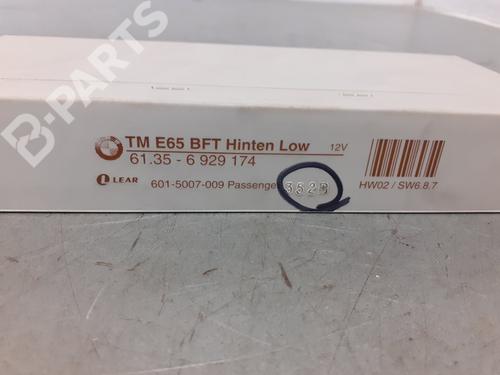 B-PARTS
TM E65 BFT Hinten Low 12V
61.35 - 6 929 174
LEAR 601-5007-009 Passenge 352B
HW02 / SW6.8.7